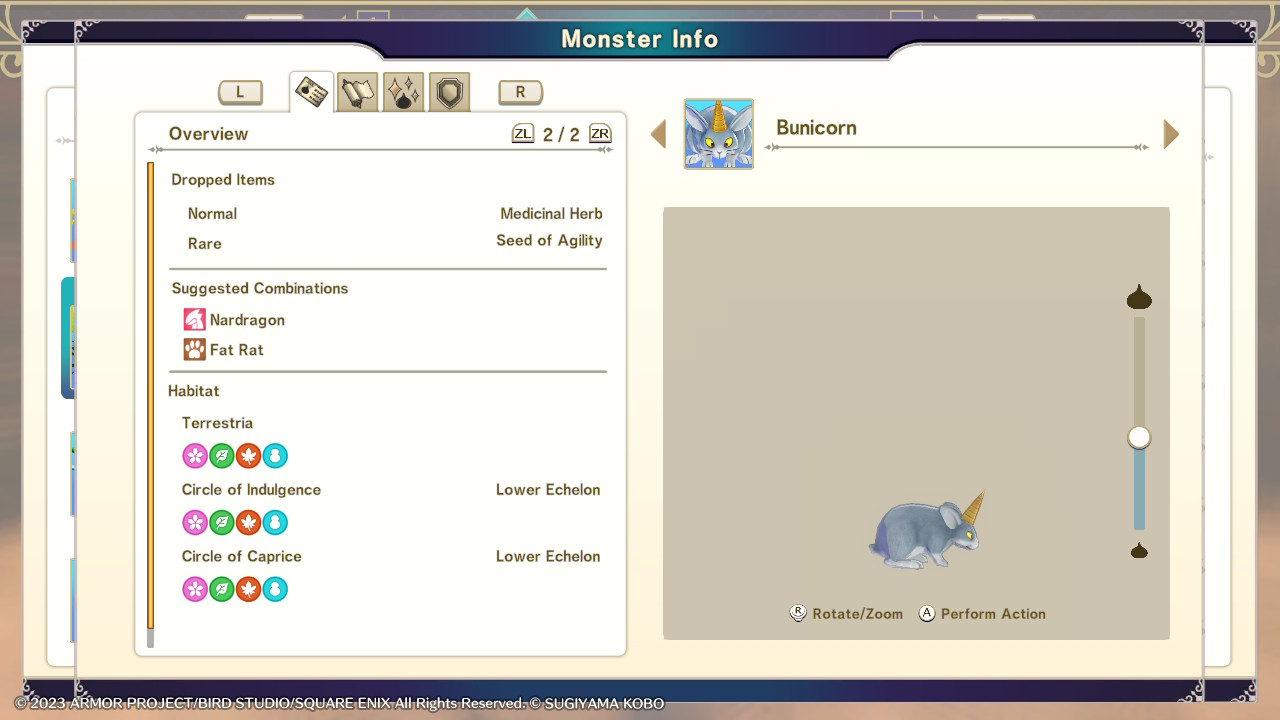 Monster Info
L
R
Overview
ZL 2 / 2 ZR
Dropped Items
Normal Medicinal Herb
Rare Seed of Agility
Suggested Combinations
Nardragon
Fat Rat
Habitat
Terrestria
Circle of Indulgence Lower Echelon
Circle of Caprice Lower Echelon
Bunicorn
R Rotate/Zoom A Perform Action
© 2023 ARMOR PROJECT/BIRD STUDIO/SQUARE ENIX All Rights Reserved. © SUGIYAMA KOBO